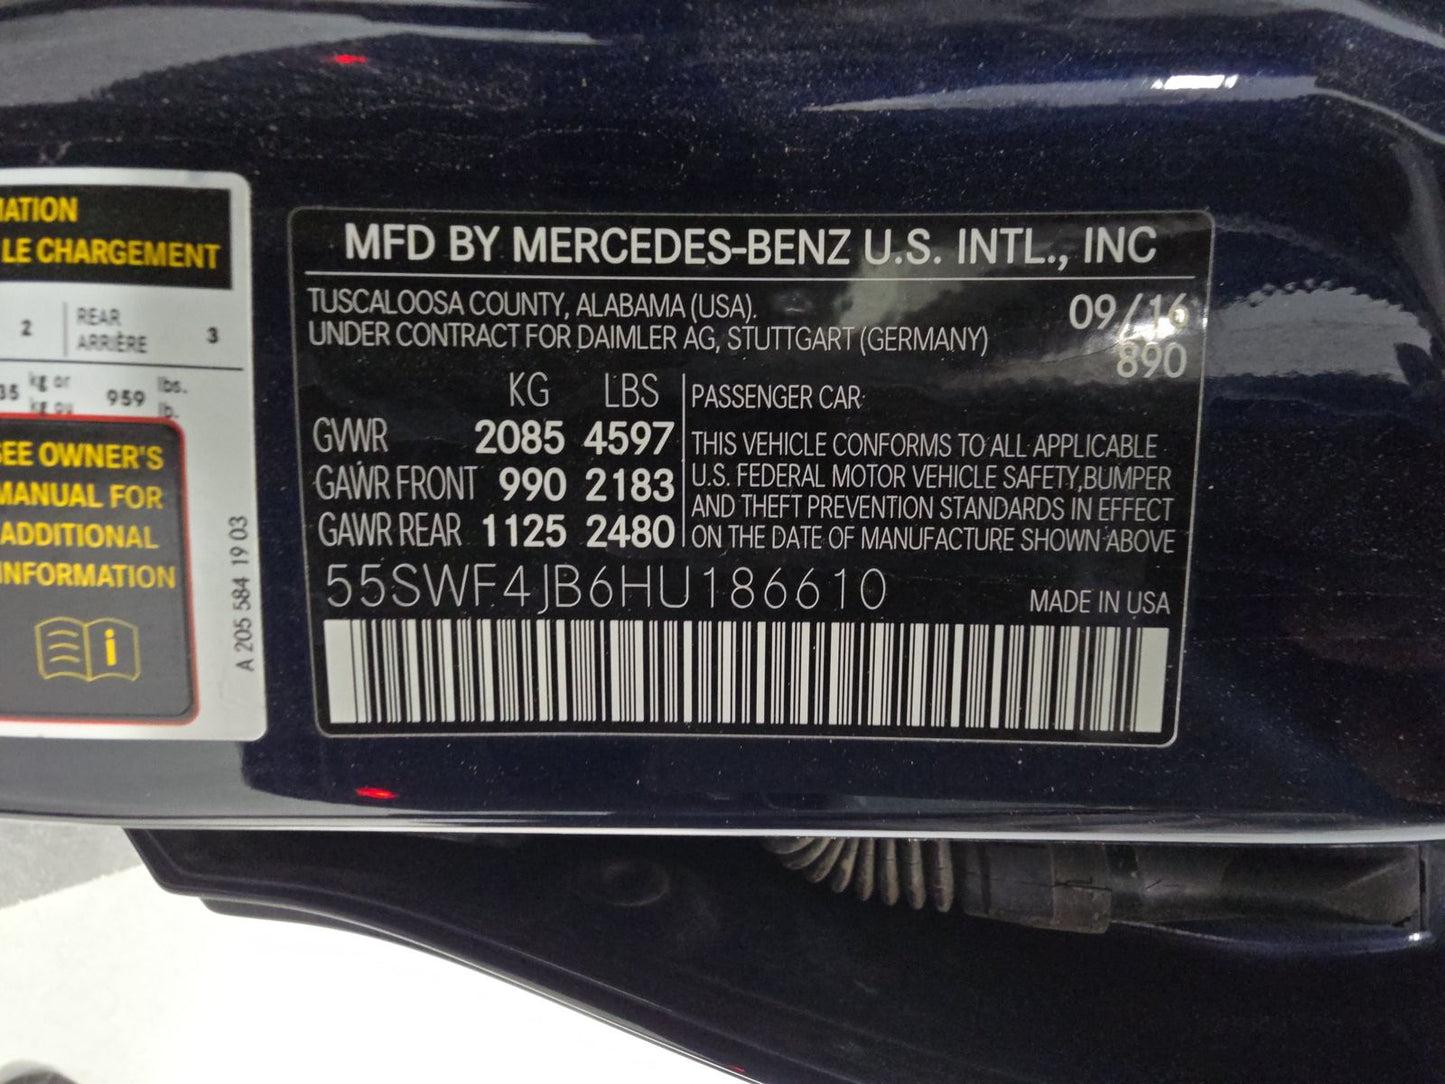 IATION
LE CHARGEMENT
2 REAR ARRIÈRE 3
kg or 959 lbs.
kg ou lb.
SEE OWNER'S
MANUAL FOR
ADDITIONAL
INFORMATION
i
A 205 584 19 03
MFD BY MERCEDES-BENZ U.S. INTL., INC
TUSCALOOSA COUNTY, ALABAMA (USA). 09/16
UNDER CONTRACT FOR DAIMLER AG, STUTTGART (GERMANY) 890
KG LBS PASSENGER CAR
GVWR 2085 4597
GAWR FRONT 990 2183
GAWR REAR 1125 2480
THIS VEHICLE CONFORMS TO ALL APPLICABLE
U.S. FEDERAL MOTOR VEHICLE SAFETY, BUMPER
AND THEFT PREVENTION STANDARDS IN EFFECT
ON THE DATE OF MANUFACTURE SHOWN ABOVE
55SWF4JB6HU186610 MADE IN USA